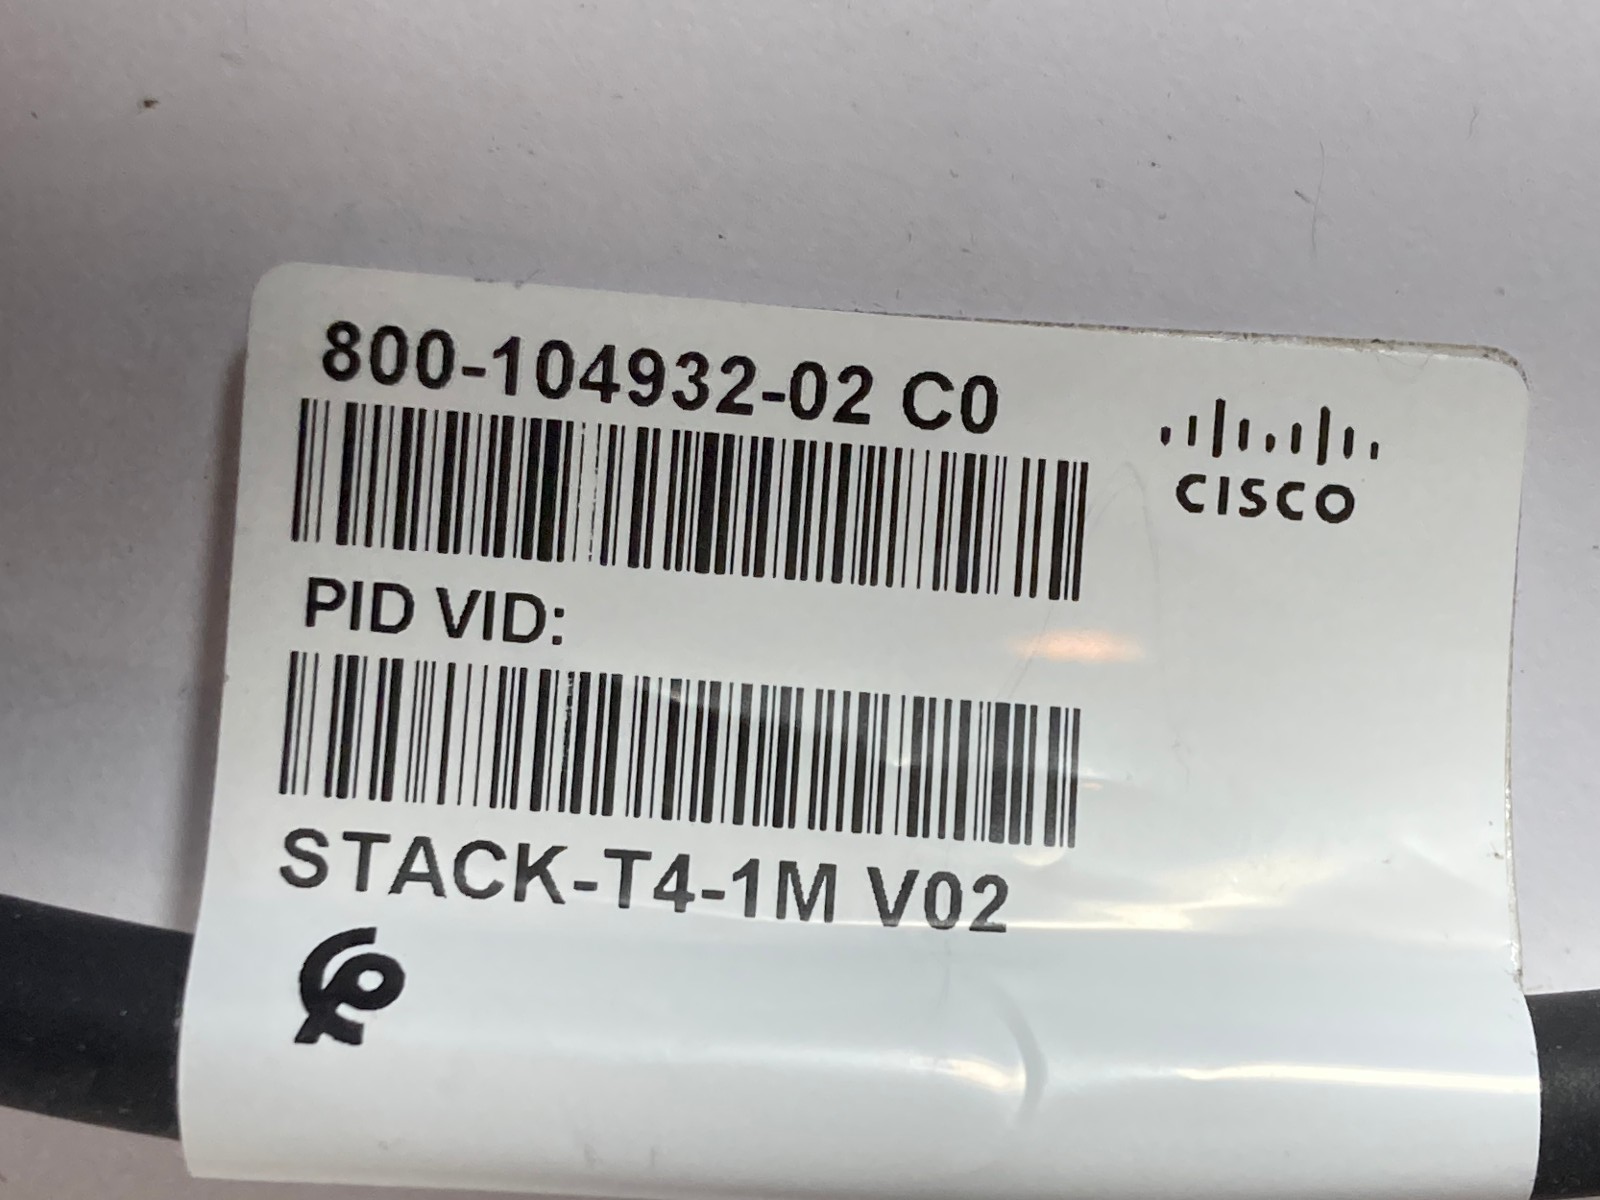 800-104932-02 C0
CISCO
PID VID:
STACK-T4-1M V02